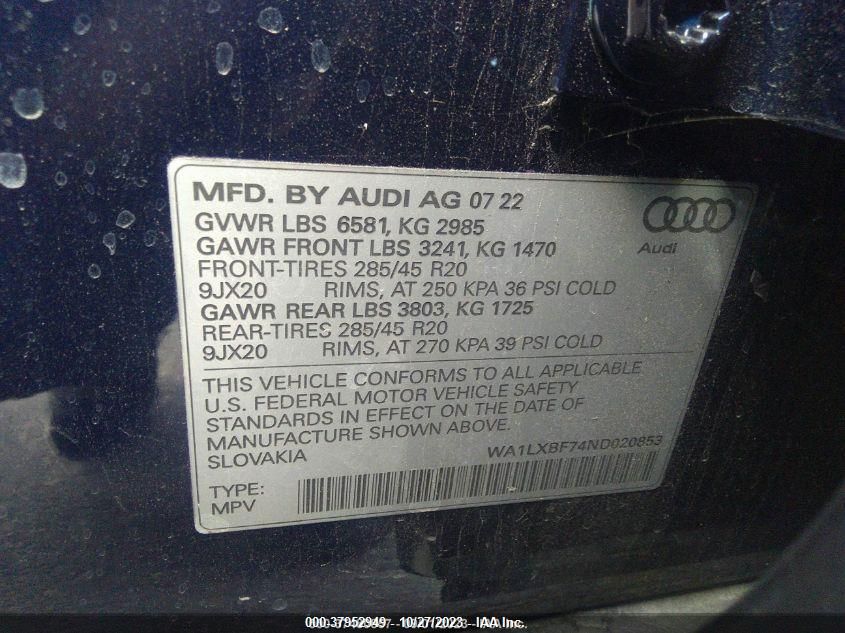 MFD. BY AUDI AG 07 22
GVWR LBS 6581, KG 2985
GAWR FRONT LBS 3241, KG 1470
FRONT-TIRES 285/45 R20
9JX20 RIMS, AT 250 KPA 36 PSI COLD
GAWR REAR LBS 3803, KG 1725
REAR-TIRES 285/45 R20
9JX20 RIMS, AT 270 KPA 39 PSI COLD
Audi
THIS VEHICLE CONFORMS TO ALL APPLICABLE
U.S. FEDERAL MOTOR VEHICLE SAFETY
STANDARDS IN EFFECT ON THE DATE OF
MANUFACTURE SHOWN ABOVE.
SLOVAKIA WA1LXBF74ND020853
TYPE:
MPV
000-37952949 10/27/2023 IAA Inc.